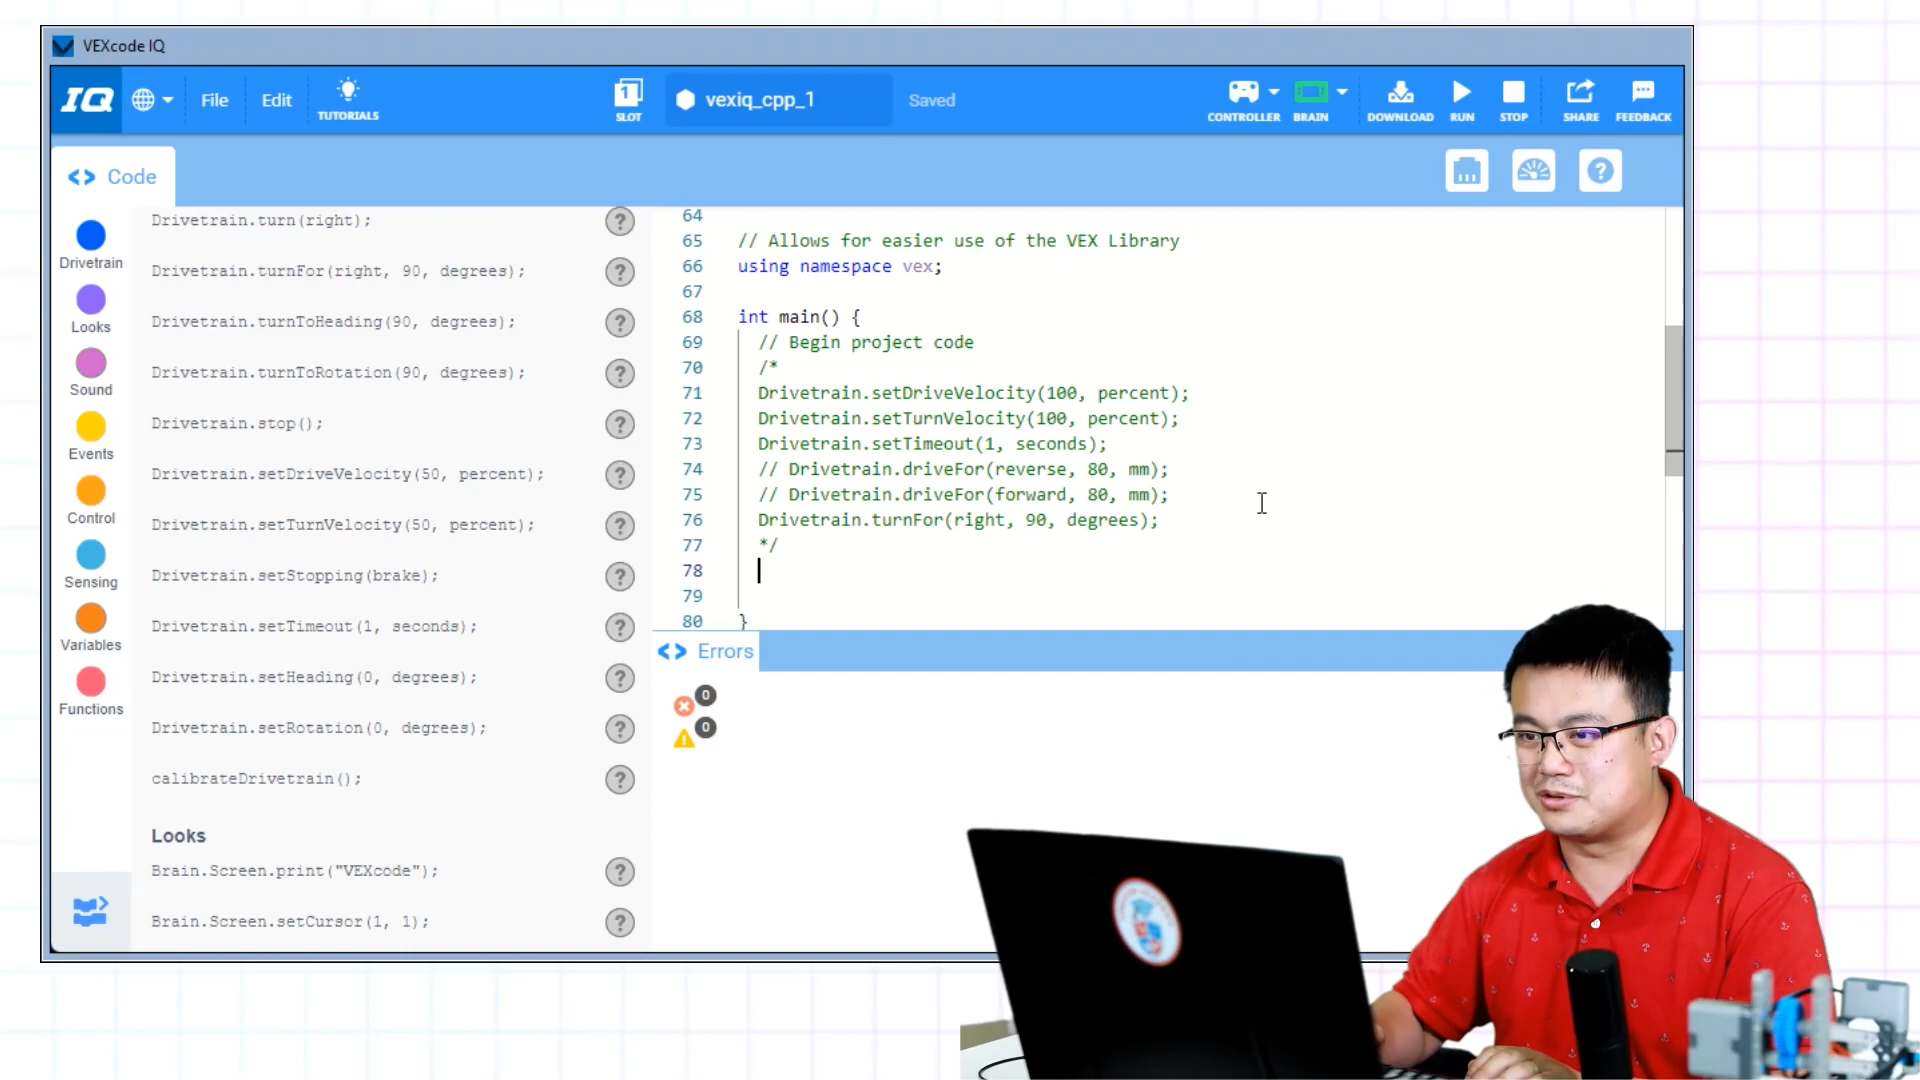 VEXcode IQ
IQ
File
Edit
TUTORIALS
1
SLOT
vexiq_cpp_1
Saved
CONTROLLER
BRAIN
DOWNLOAD
RUN
STOP
SHARE
FEEDBACK
<> Code
?
Drivetrain
Looks
Sound
Events
Control
Sensing
Variables
Functions
Drivetrain.turn(right); ?
Drivetrain.turnFor(right, 90, degrees); ?
Drivetrain.turnToHeading(90, degrees); ?
Drivetrain.turnToRotation(90, degrees); ?
Drivetrain.stop(); ?
Drivetrain.setDriveVelocity(50, percent); ?
Drivetrain.setTurnVelocity(50, percent); ?
Drivetrain.setStopping(brake); ?
Drivetrain.setTimeout(1, seconds); ?
Drivetrain.setHeading(0, degrees); ?
Drivetrain.setRotation(0, degrees); ?
calibrateDrivetrain(); ?
Looks
Brain.Screen.print("VEXcode"); ?
Brain.Screen.setCursor(1, 1); ?
64
65 // Allows for easier use of the VEX Library
66 using namespace vex;
67
68 int main() {
69 // Begin project code
70 /*
71 Drivetrain.setDriveVelocity(100, percent);
72 Drivetrain.setTurnVelocity(100, percent);
73 Drivetrain.setTimeout(1, seconds);
74 // Drivetrain.driveFor(reverse, 80, mm);
75 // Drivetrain.driveFor(forward, 80, mm);
76 Drivetrain.turnFor(right, 90, degrees);
77 */
78
79
80 }
<> Errors
0
0